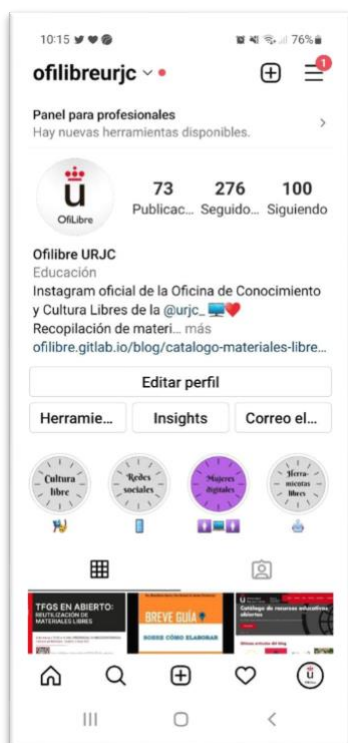 10:15
76%
ofilibreurjc
1
Panel para profesionales
Hay nuevas herramientas disponibles.
ü
OfiLibre
73 276 100
Publicac... Seguido... Siguiendo
Ofilibre URJC
Educación
Instagram oficial de la Oficina de Conocimiento
y Cultura Libres de la @urjc_ 🖥️❤️
Recopilación de materi... más
ofilibre.gitlab.io/blog/catalogo-materiales-libre...
Editar perfil
Herramie... Insights Correo el...
Cultura
libre
Redes
sociales
Mujeres
digitales
Herra-
mientas
libres
TFGS EN ABIERTO:
REUTILIZACIÓN DE
MATERIALES LIBRES
BREVE GUÍA
SOBRE CÓMO ELABORAR
Catálogo de recursos educativos
abiertos